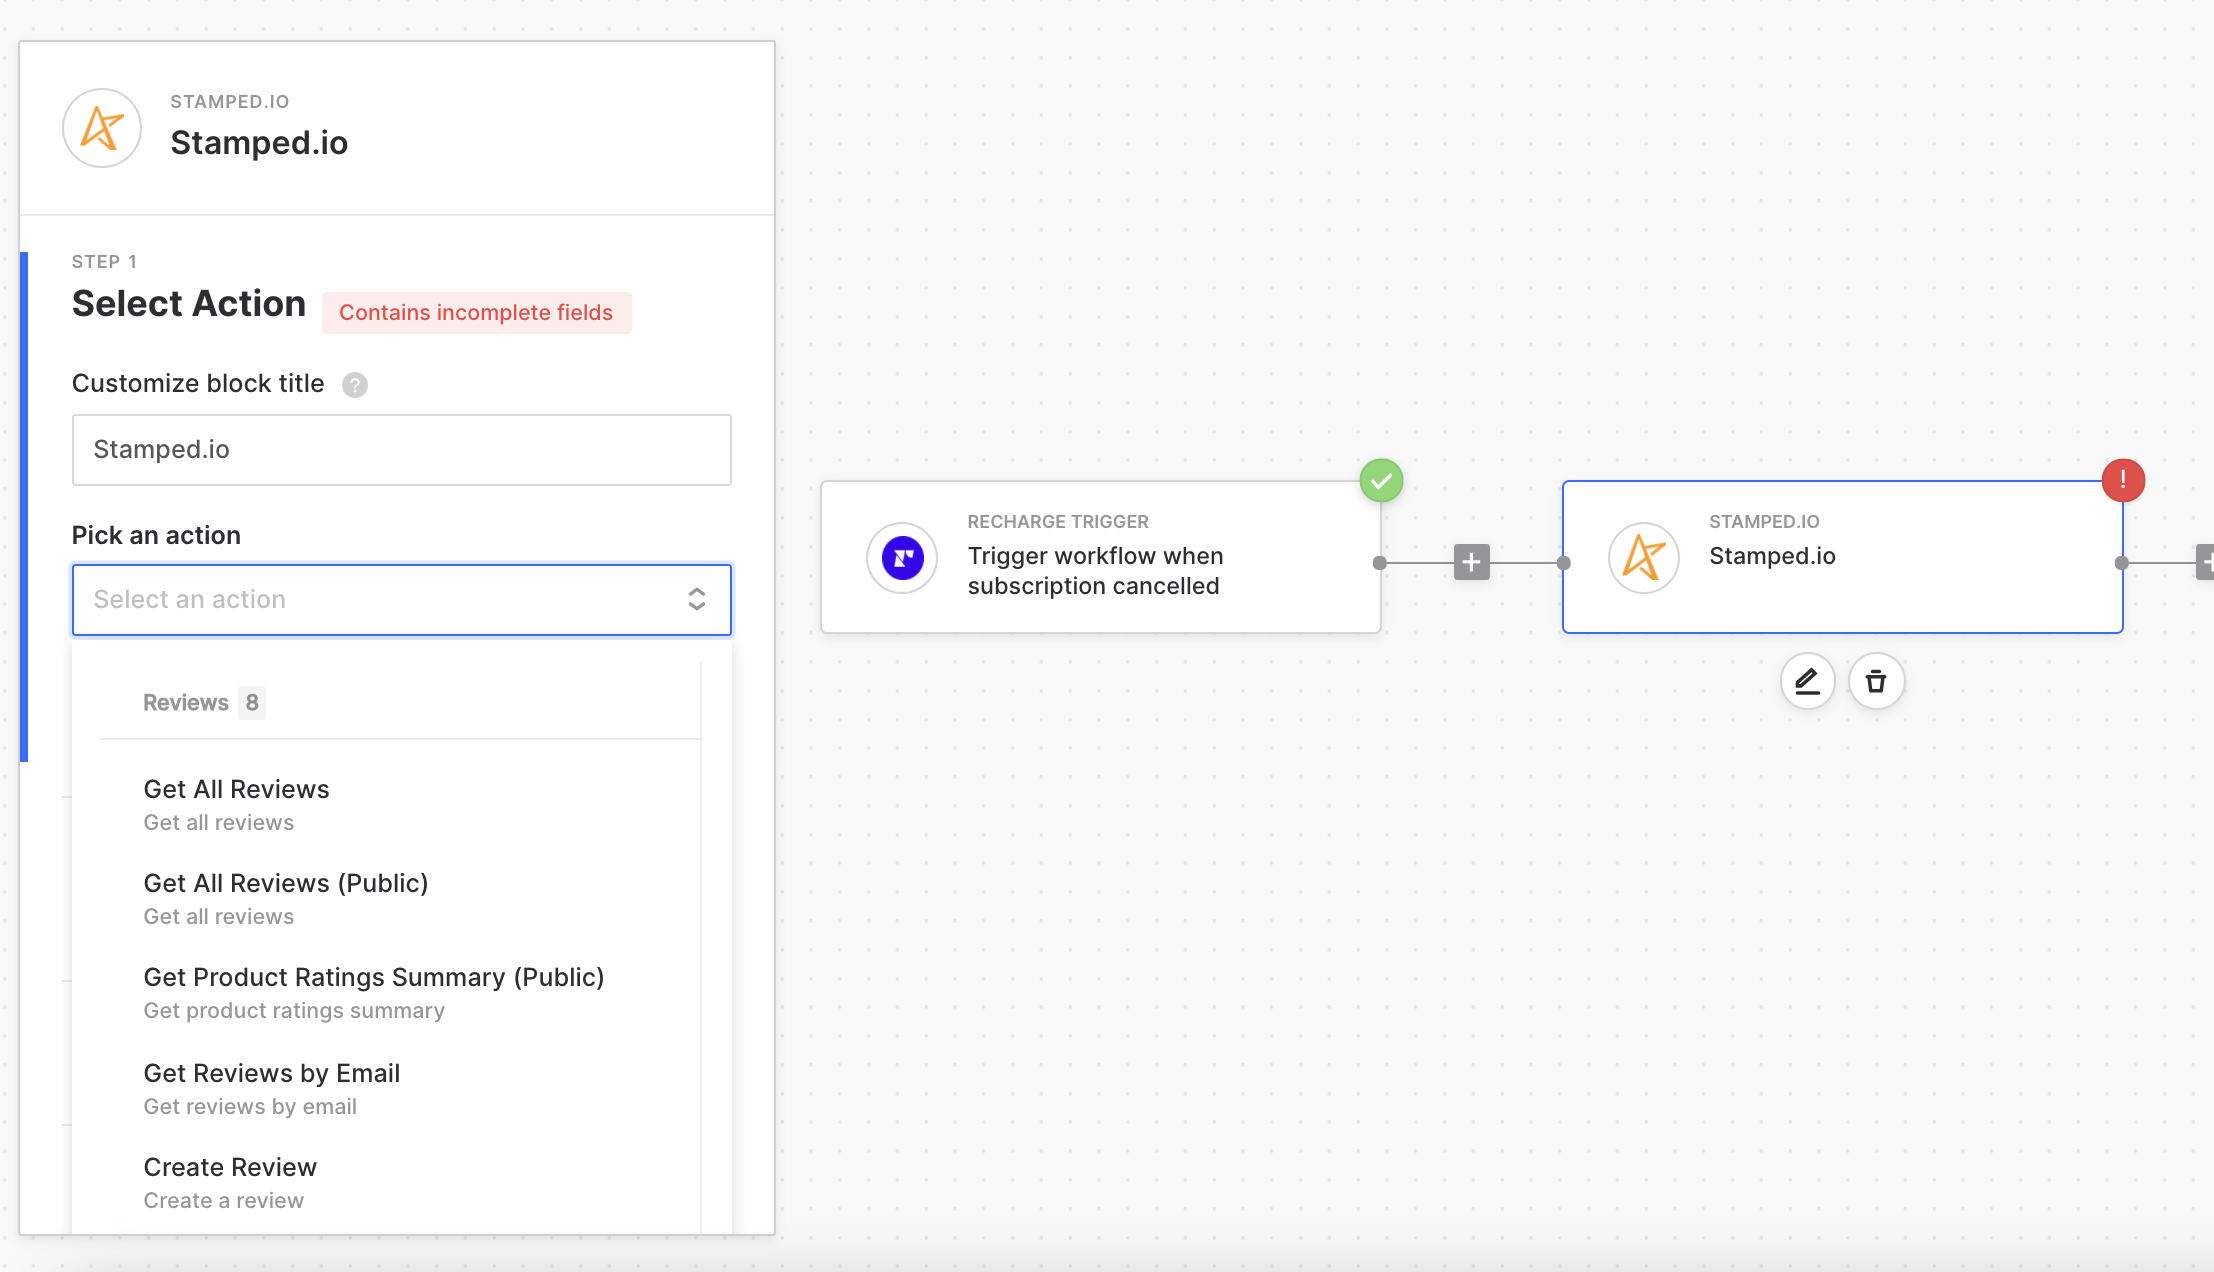 STAMPED.IO
Stamped.io
STEP 1
Select Action
Contains incomplete fields
Customize block title ?
Stamped.io
Pick an action
Select an action
Reviews 8
Get All Reviews
Get all reviews
Get All Reviews (Public)
Get all reviews
Get Product Ratings Summary (Public)
Get product ratings summary
Get Reviews by Email
Get reviews by email
Create Review
Create a review
RECHARGE TRIGGER
Trigger workflow when
subscription cancelled
STAMPED.IO
Stamped.io